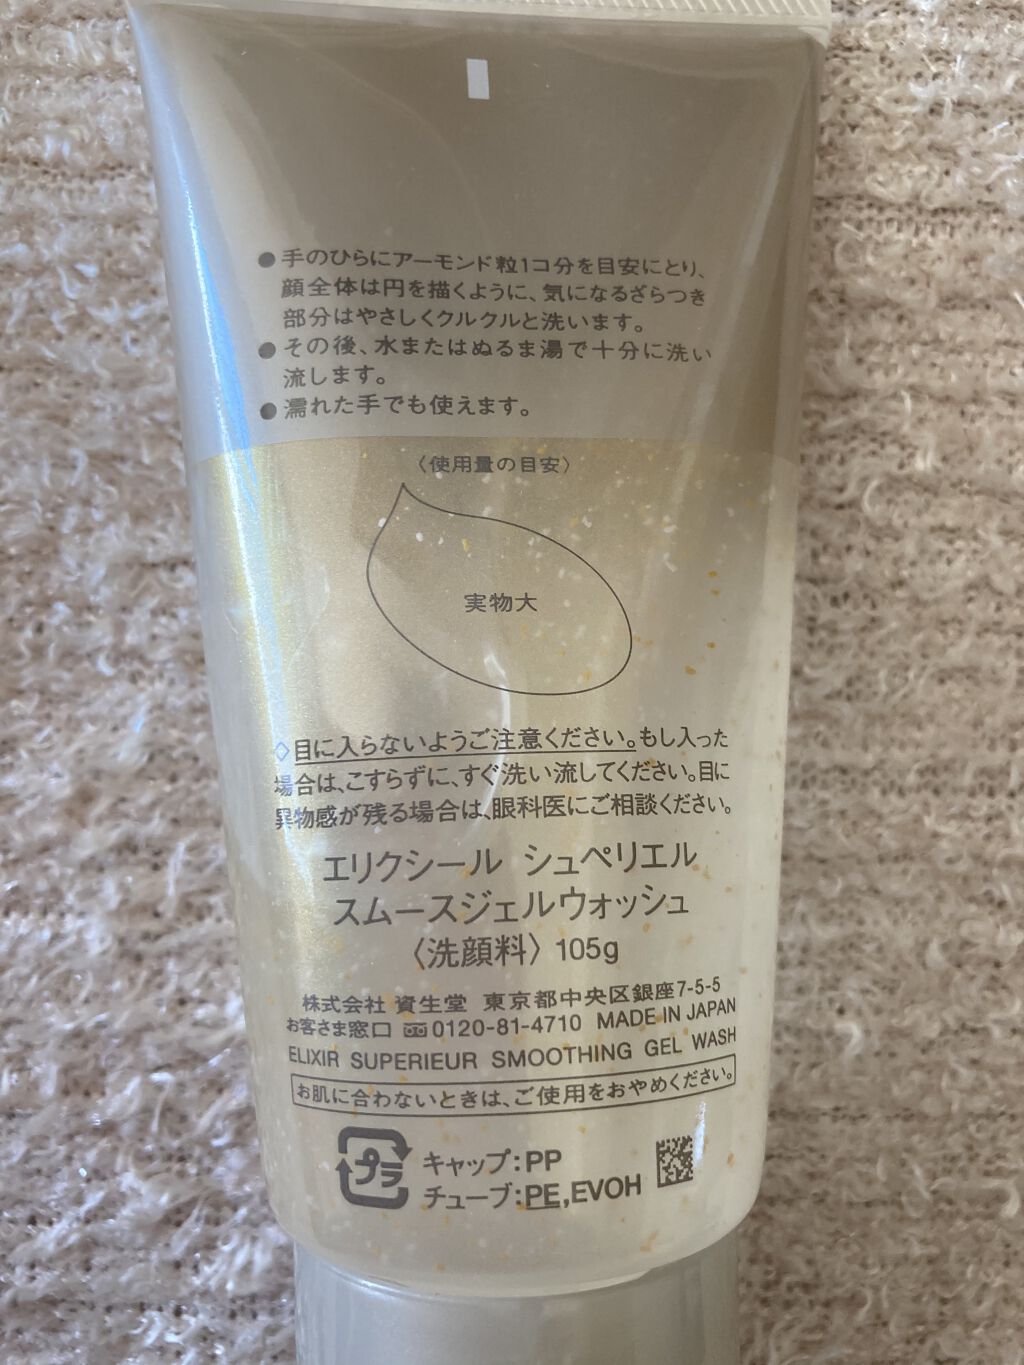 ●手のひらにアーモンド粒1コ分を目安にとり、
顔全体は円を描くように、気になるざらつき
部分はやさしくクルクルと洗います。
●その後、水またはぬるま湯で十分に洗い
流します。
●濡れた手でも使えます。
〈使用量の目安〉
実物大
◇目に入らないようご注意ください。もし入った
場合は、こすらずに、すぐ洗い流してください。目に
異物感が残る場合は、眼科医にご相談ください。
エリクシール シュペリエル
スムースジェルウォッシュ
〈洗顔料〉105g
株式会社 資生堂 東京都中央区銀座7-5-5
お客さま窓口 0120-81-4710 MADE IN JAPAN
ELIXIR SUPERIEUR SMOOTHING GEL WASH
お肌に合わないときは、ご使用をおやめください。
プラ
キャップ:PP
チューブ:PE,EVOH